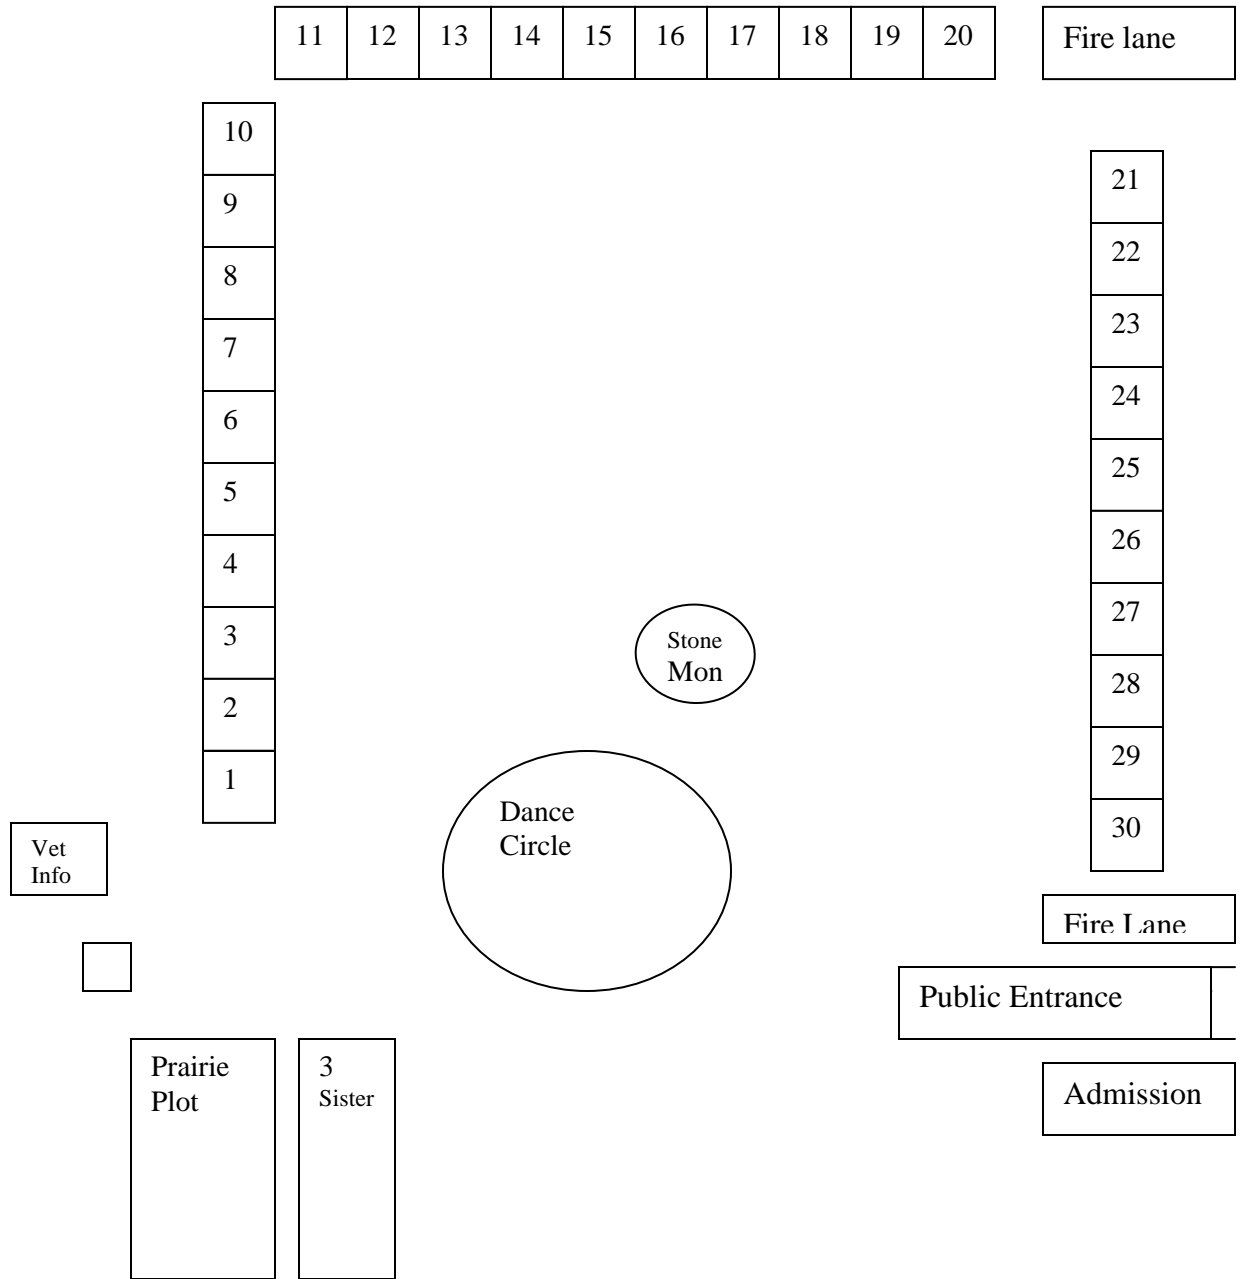 11 12 13 14 15 16 17 18 19 20 Fire lane
10
9
8
7
6
5
4
3
2
1
21
22
23
24
25
26
27
28
29
30
Stone
Mon
Dance
Circle
Vet
Info
Fire Lane
Public Entrance
Prairie
Plot
3
Sister
Admission